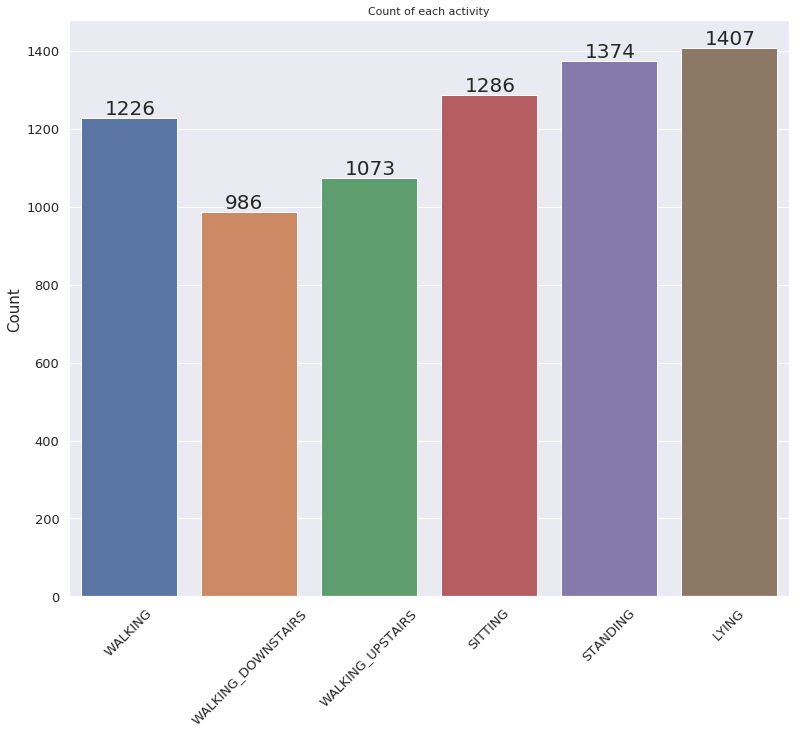 Count of each activity
1400
1200
1000
800
600
400
200
0
Count
1226
986
1073
1286
1374
1407
WALKING
WALKING_DOWNSTAIRS
WALKING_UPSTAIRS
SITTING
STANDING
LYING